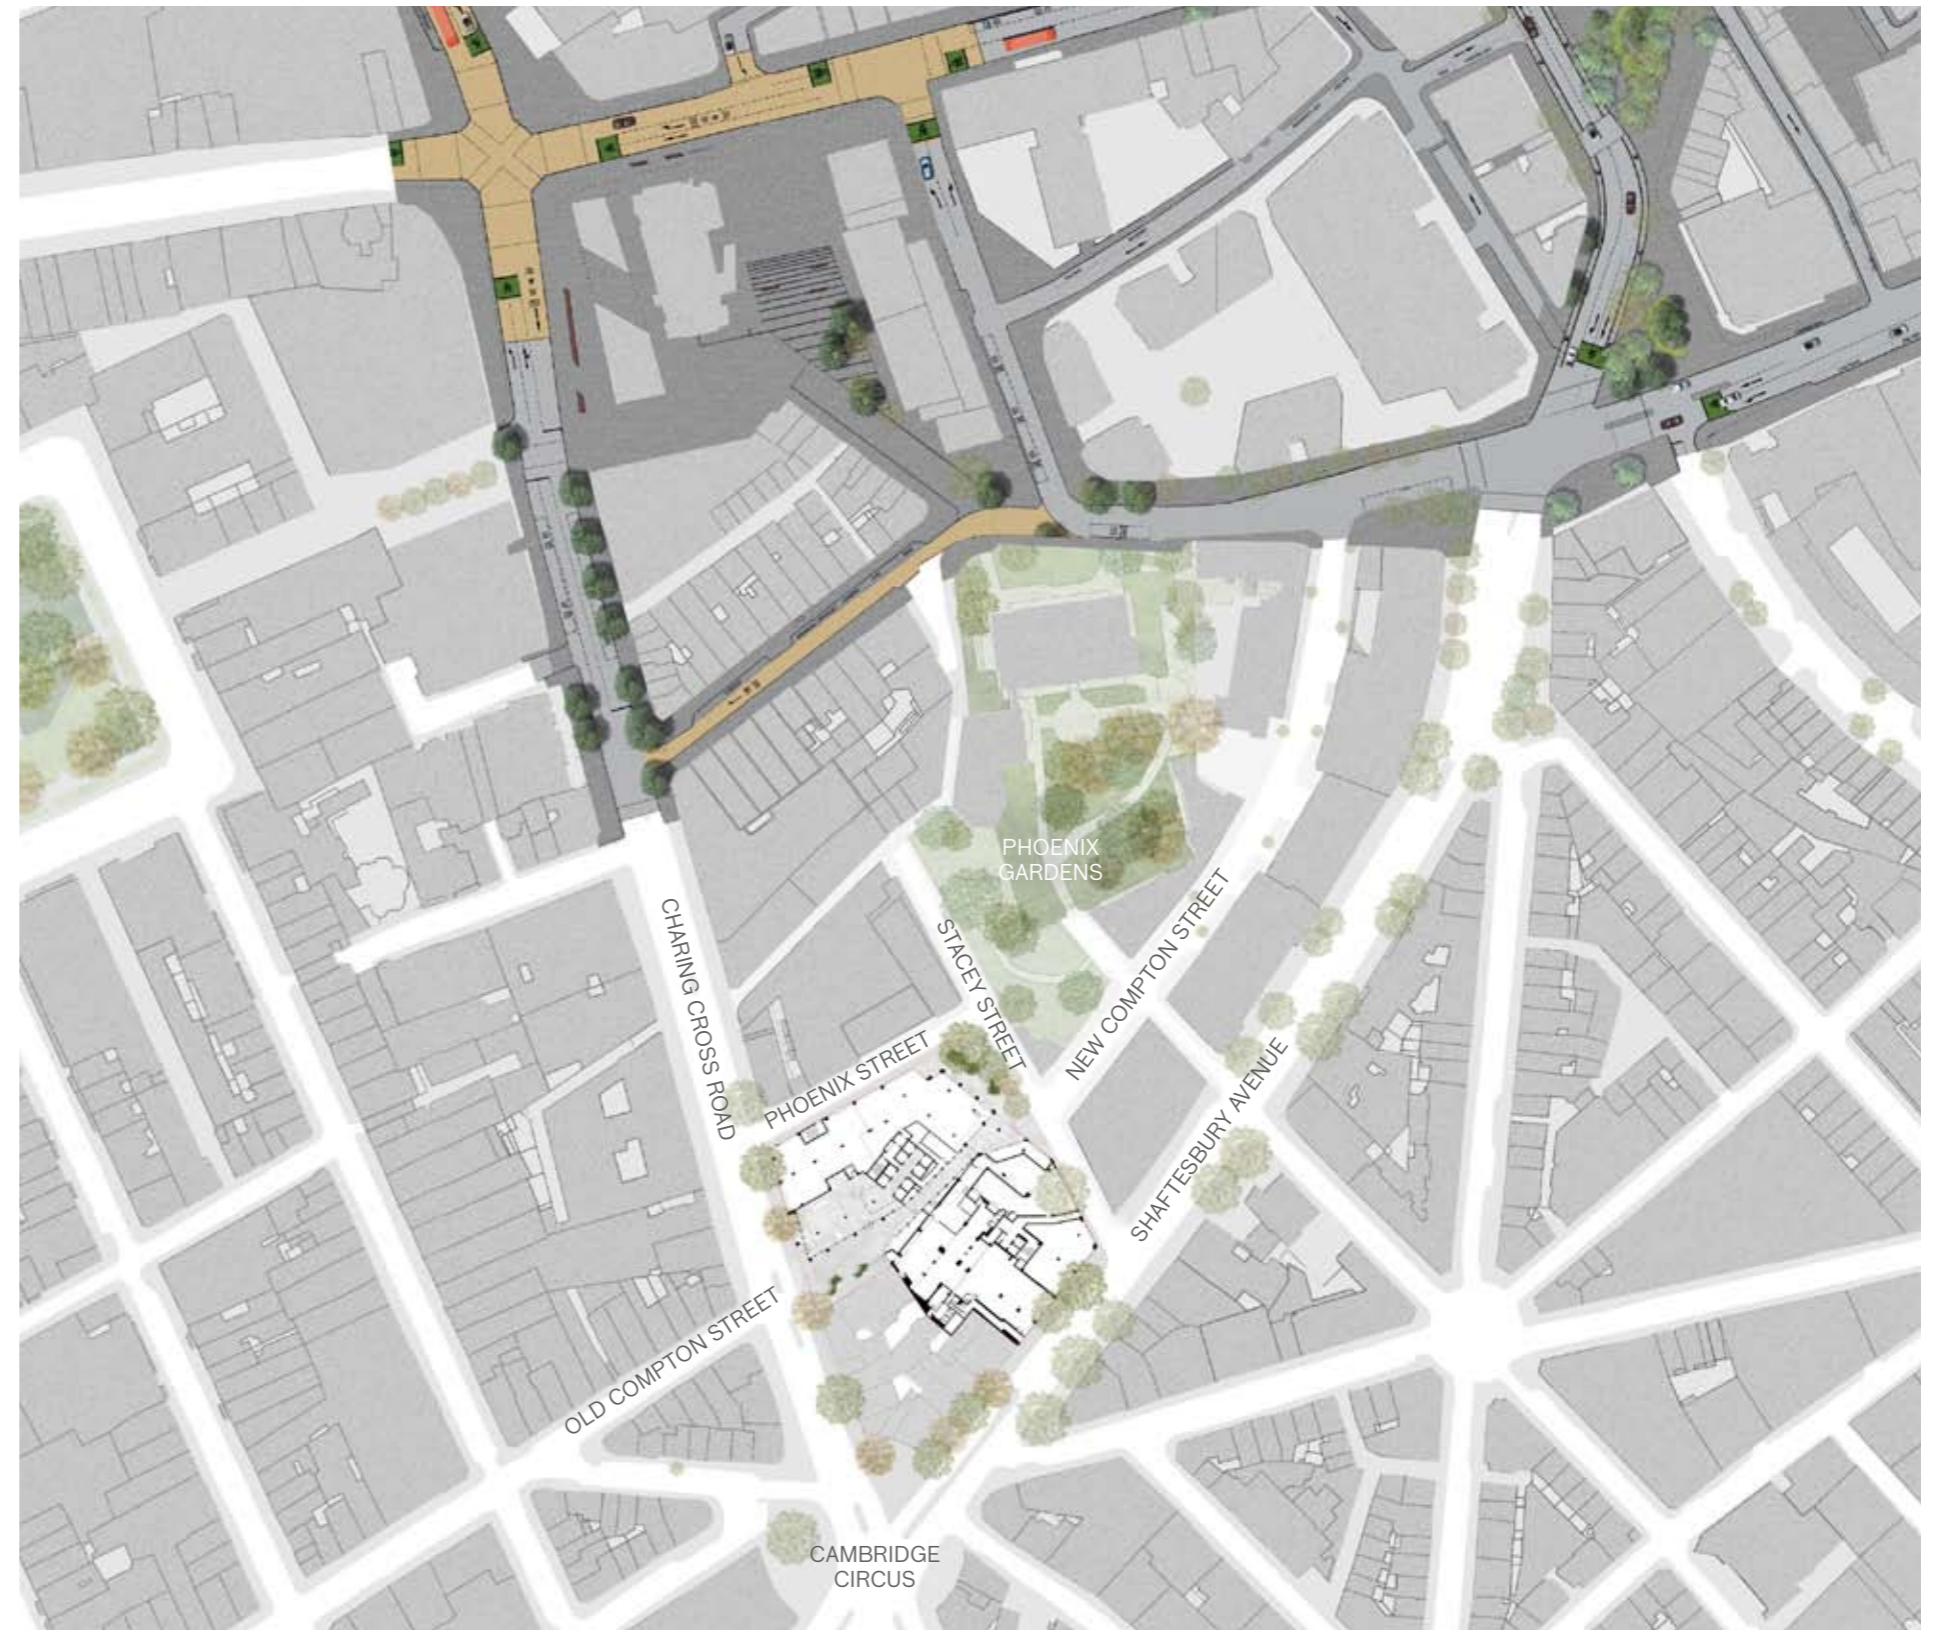 PHOENIX
GARDENS
CHARING CROSS ROAD
STACEY STREET
NEW COMPTON STREET
PHOENIX STREET
SHAFTESBURY AVENUE
OLD COMPTON STREET
CAMBRIDGE
CIRCUS